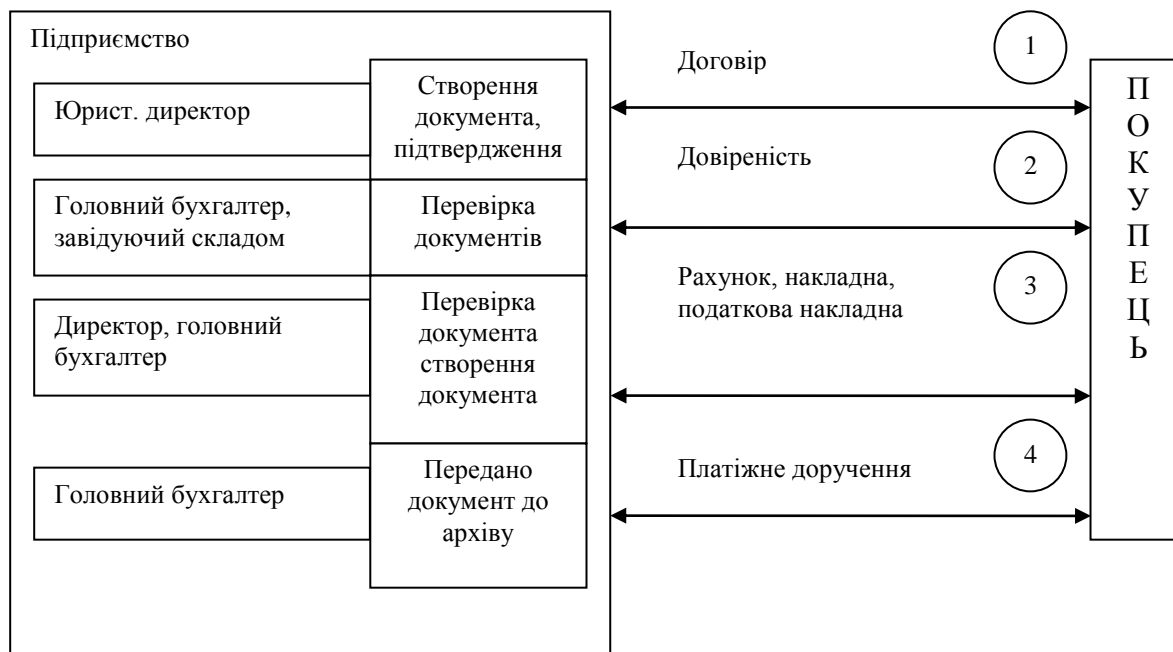 Підприємство
Юрист. директор
Створення
документа,
підтвердження
Головний бухгалтер,
завідуючий складом
Перевірка
документів
Директор, головний
бухгалтер
Перевірка
документа
створення
документа
Головний бухгалтер
Передано
документ до
архіву
Договір
1
Довіреність
2
Рахунок, накладна,
податкова накладна
3
Платіжне доручення
4
П
О
К
У
П
Е
Ц
Ь